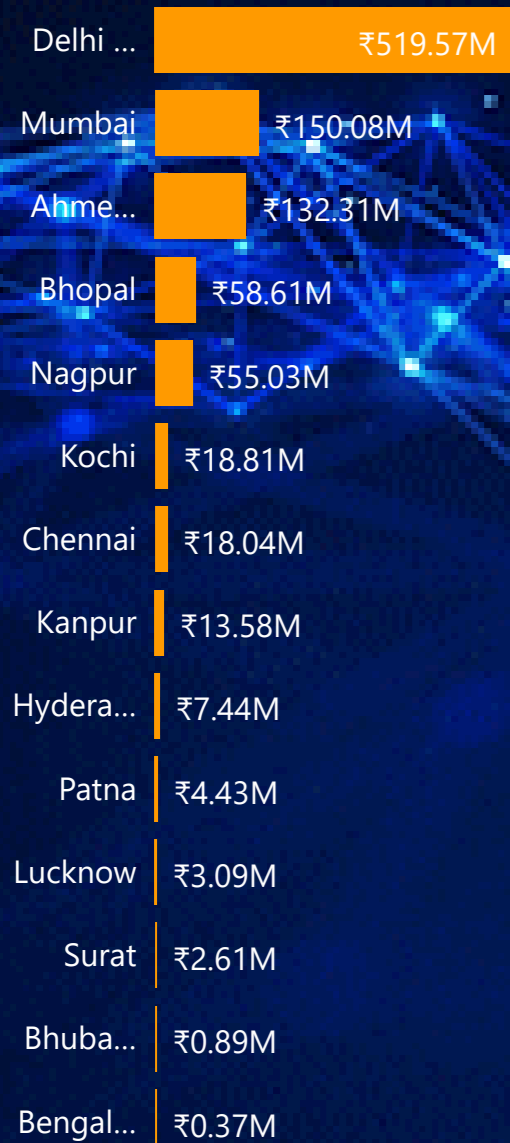 Delhi ... ₹519.57M
Mumbai ₹150.08M
Ahme... ₹132.31M
Bhopal ₹58.61M
Nagpur ₹55.03M
Kochi ₹18.81M
Chennai ₹18.04M
Kanpur ₹13.58M
Hydera... ₹7.44M
Patna ₹4.43M
Lucknow ₹3.09M
Surat ₹2.61M
Bhuba... ₹0.89M
Bengal... ₹0.37M